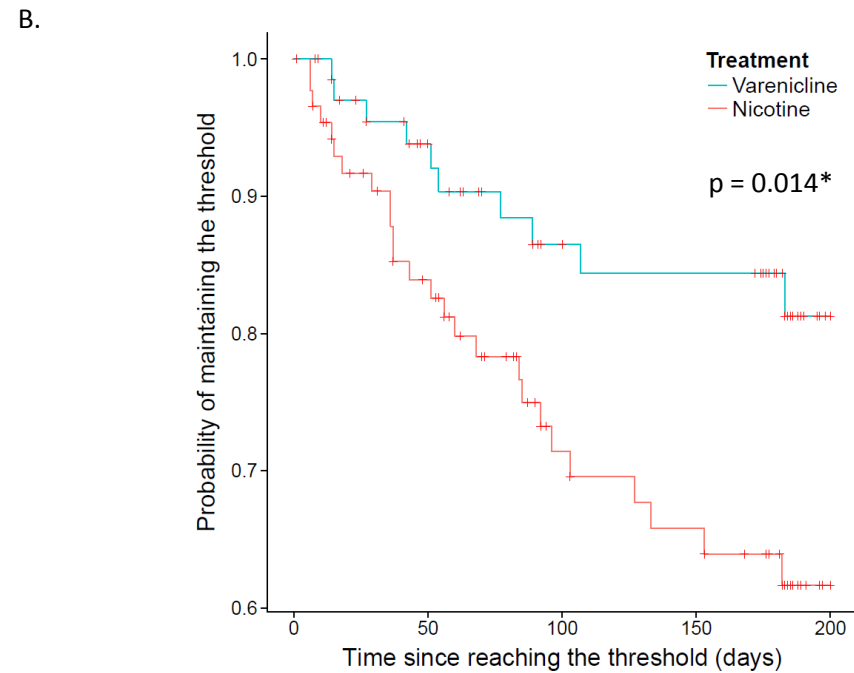 B.
Treatment
Varenicline
Nicotine
p = 0.014*
Probability of maintaining the threshold
1.0
0.9
0.8
0.7
0.6
0 50 100 150 200
Time since reaching the threshold (days)